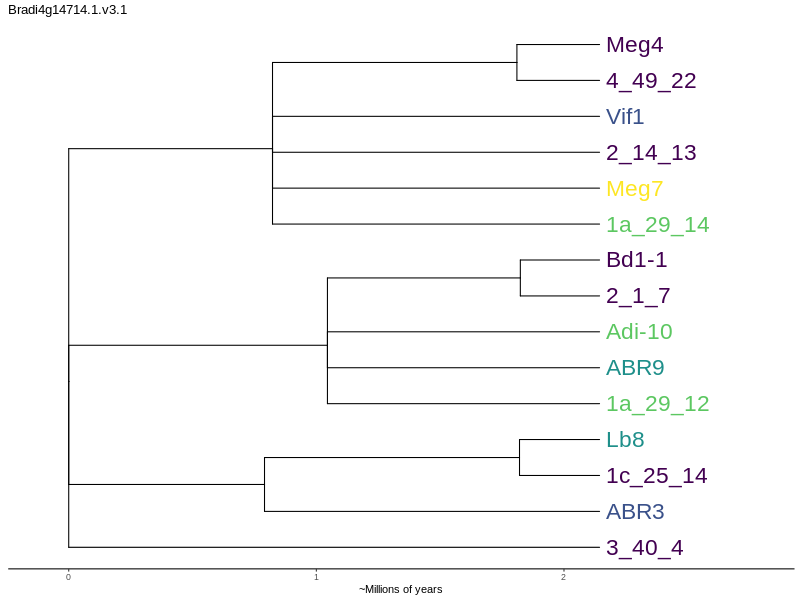 Bradi4g14714.1.v3.1
Meg4
4_49_22
Vif1
2_14_13
Meg7
1a_29_14
Bd1-1
2_1_7
Adi-10
ABR9
1a_29_12
Lb8
1c_25_14
ABR3
3_40_4
0 1 2
~Millions of years